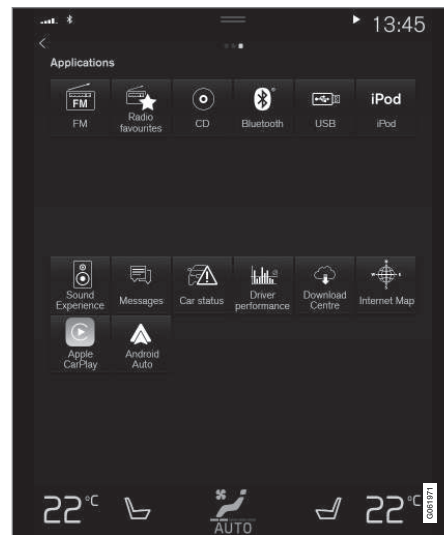 13:45
Applications
FM iPod
FM Radio favourites CD Bluetooth USB iPod
Sound Experience Messages Car status Driver performance Download Centre Internet Map
Apple CarPlay Android Auto
22°C AUTO 22°C
G061971